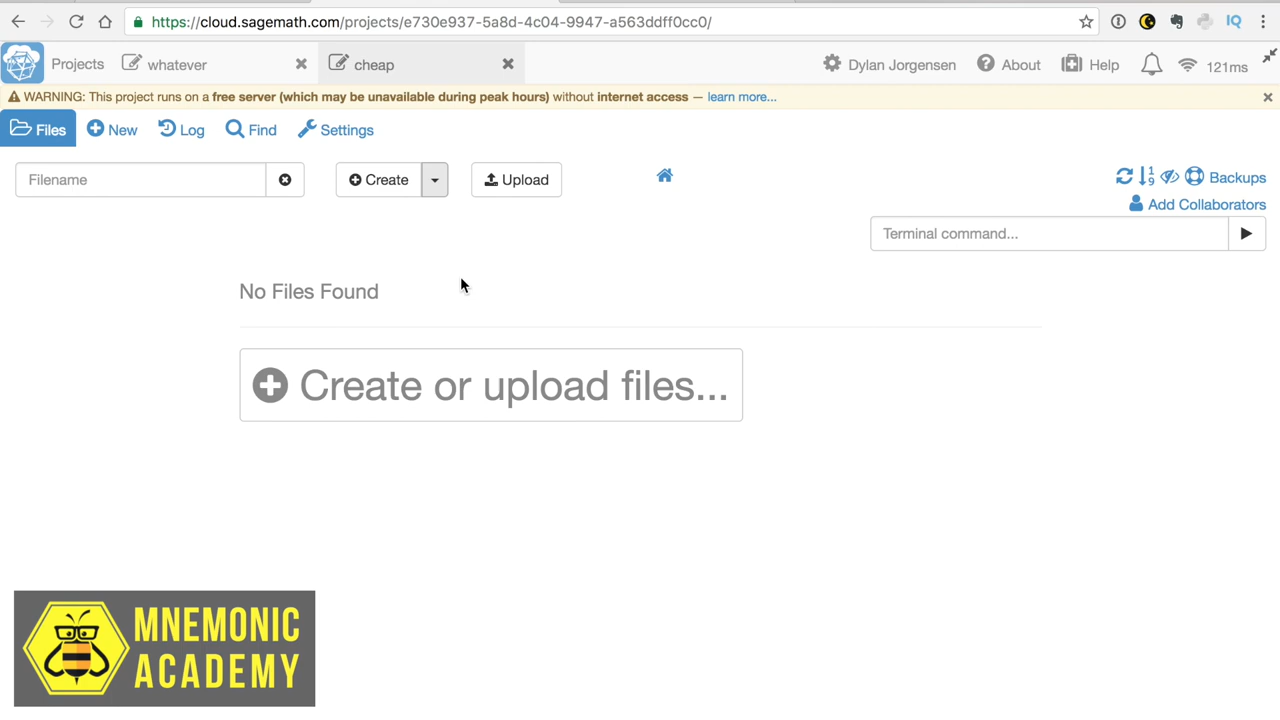 https://cloud.sagemath.com/projects/e730e937-5a8d-4c04-9947-a563ddff0cc0/
IQ
Projects whatever cheap Dylan Jorgensen About Help 121ms
WARNING: This project runs on a free server (which may be unavailable during peak hours) without internet access — learn more...
Files New Log Find Settings
Filename Create Upload Backups
Add Collaborators
Terminal command...
No Files Found
Create or upload files...
MNEMONIC
ACADEMY